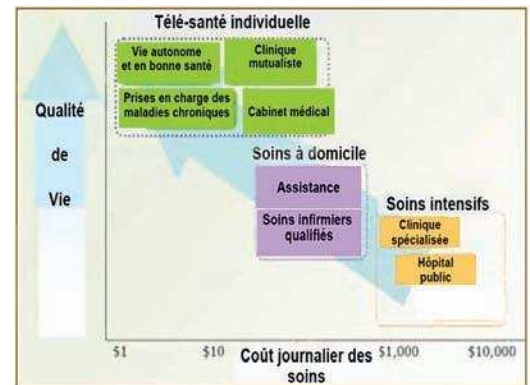 Télé-santé individuelle
Vie autonome
et en bonne santé
Clinique
mutualiste
Prises en charge des
maladies chroniques
Cabinet médical
Qualité
de
Vie
Soins à domicile
Assistance
Soins infirmiers
qualifiés
Soins intensifs
Clinique
spécialisée
Hôpital
public
$1
$10
Coût journalier des
soins
$1,000
$10,000